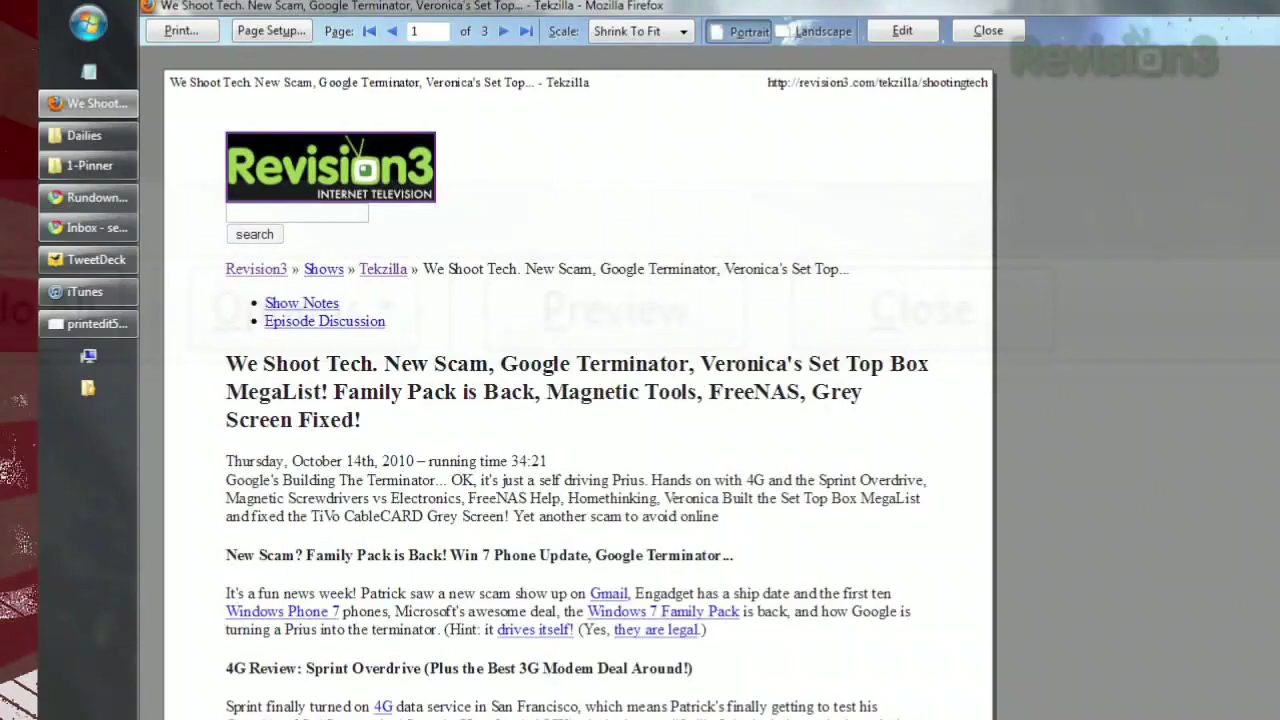 We Shoot Tech. New Scam, Google Terminator, Veronica's Set Top... - Tekzilla - Mozilla Firefox
Print... Page Setup... Page: 1 of 3 Scale: Shrink To Fit Portrait Landscape Edit Close
Revision3
We Shoot Tech. New Scam, Google Terminator, Veronica's Set Top... - Tekzilla http://revision3.com/tekzilla/shootingtech
We Shoot...
Dailies
1-Pinner
Rundown...
Inbox - se...
TweetDeck
iTunes
printedit5...
Revision3
INTERNET TELEVISION
search
Revision3 » Shows » Tekzilla » We Shoot Tech. New Scam, Google Terminator, Veronica's Set Top...
Preview Close
• Show Notes
• Episode Discussion
We Shoot Tech. New Scam, Google Terminator, Veronica's Set Top Box
MegaList! Family Pack is Back, Magnetic Tools, FreeNAS, Grey
Screen Fixed!
Thursday, October 14th, 2010 – running time 34:21
Google's Building The Terminator... OK, it's just a self driving Prius. Hands on with 4G and the Sprint Overdrive,
Magnetic Screwdrivers vs Electronics, FreeNAS Help, Homethinking, Veronica Built the Set Top Box MegaList
and fixed the TiVo CableCARD Grey Screen! Yet another scam to avoid online
New Scam? Family Pack is Back! Win 7 Phone Update, Google Terminator...
It's a fun news week! Patrick saw a new scam show up on Gmail, Engadget has a ship date and the first ten
Windows Phone 7 phones, Microsoft's awesome deal, the Windows 7 Family Pack is back, and how Google is
turning a Prius into the terminator. (Hint: it drives itself! (Yes, they are legal.)
4G Review: Sprint Overdrive (Plus the Best 3G Modem Deal Around!)
Sprint finally turned on 4G data service in San Francisco, which means Patrick's finally getting to test his